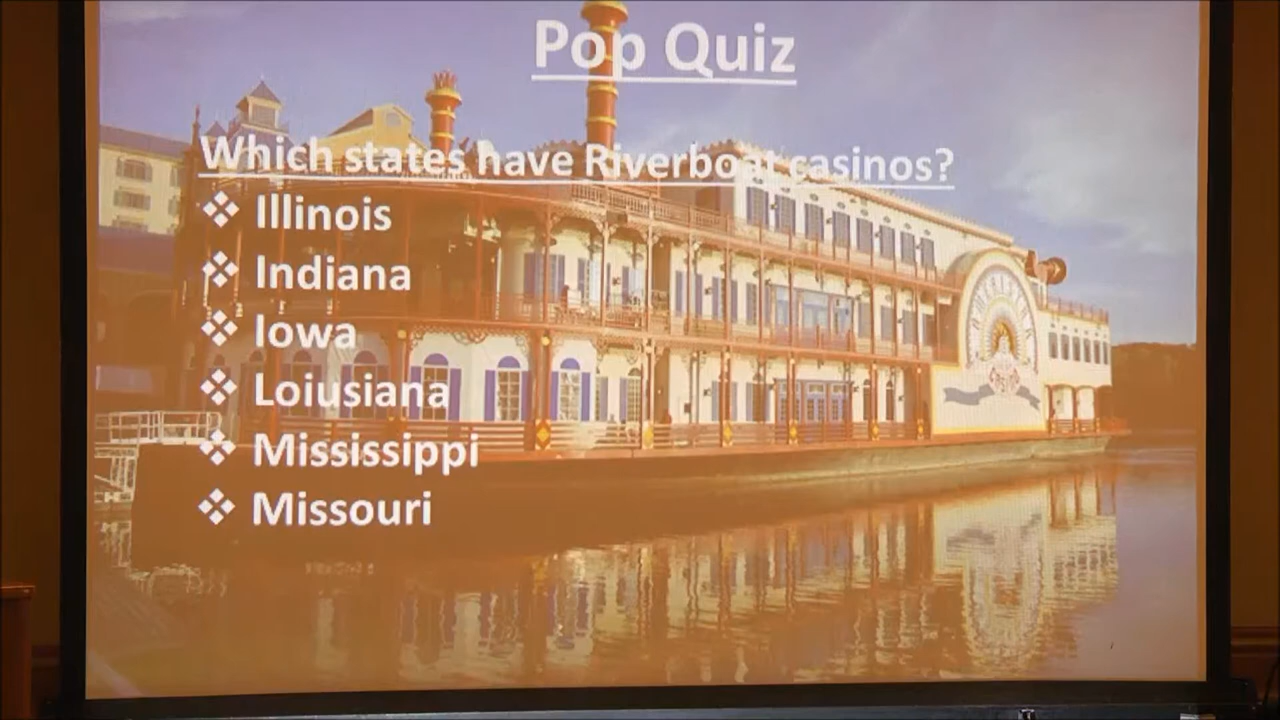 Pop Quiz
Which states have Riverboat casinos?
❖ Illinois
❖ Indiana
❖ Iowa
❖ Loiusiana
❖ Mississippi
❖ Missouri